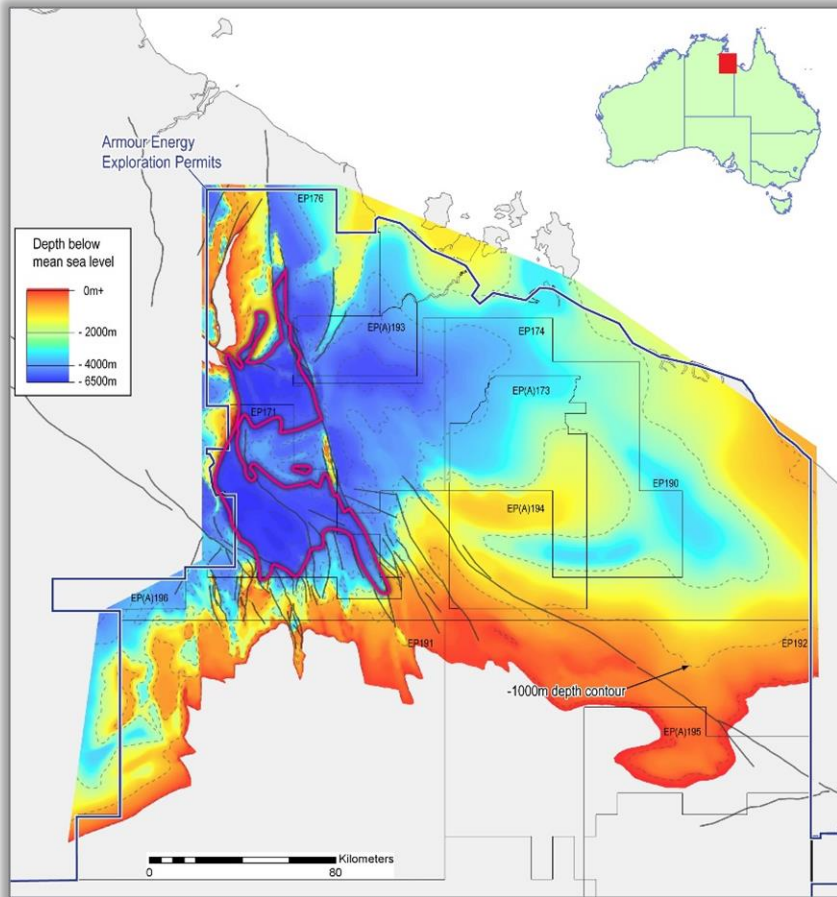 Armour Energy
Exploration Permits
EP176
Depth below
mean sea level
0m+
- 2000m
- 4000m
- 6500m
EP(A)193
EP174
EP(A)173
EP171
EP190
EP(A)194
EP(A)196
EP191
EP192
-1000m depth contour
EP(A)195
Kilometers
0
80